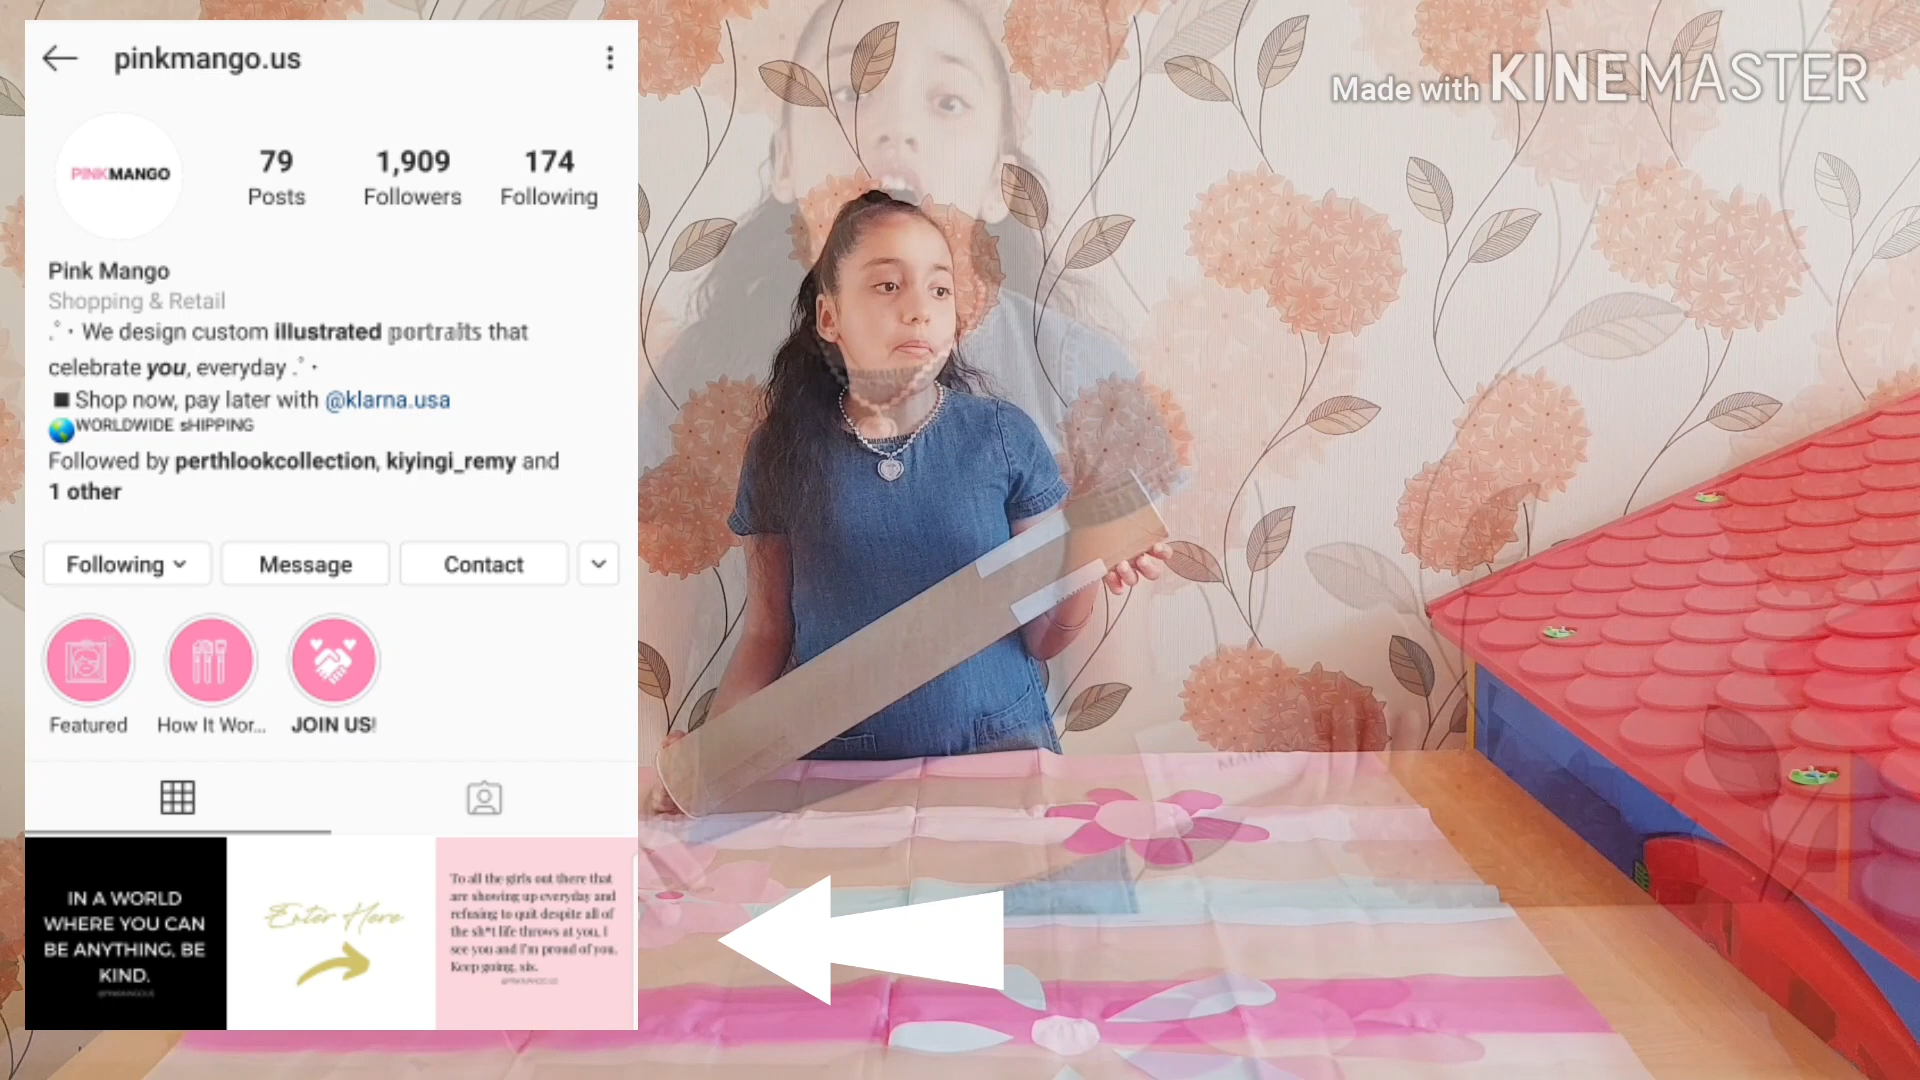 pinkmango.us
PINKMANGO
79
Posts
1,909
Followers
174
Following
Pink Mango
Shopping & Retail
.˚・We design custom illustrated portraits that
celebrate you, everyday .˚・
◾Shop now, pay later with @klarna.usa
🌎WORLDWIDE sHIPPING
Followed by perthlookcollection, kiyingi_remy and
1 other
Following
Message
Contact
Featured
How It Wor...
JOIN US!
IN A WORLD
WHERE YOU CAN
BE ANYTHING, BE
KIND.
Enter Here
To all the girls out there that
are showing up everyday and
refusing to quit despite all of
the sh*t life throws at you, I
see you and I'm proud of you.
Keep going, sis.
Made with KINEMASTER